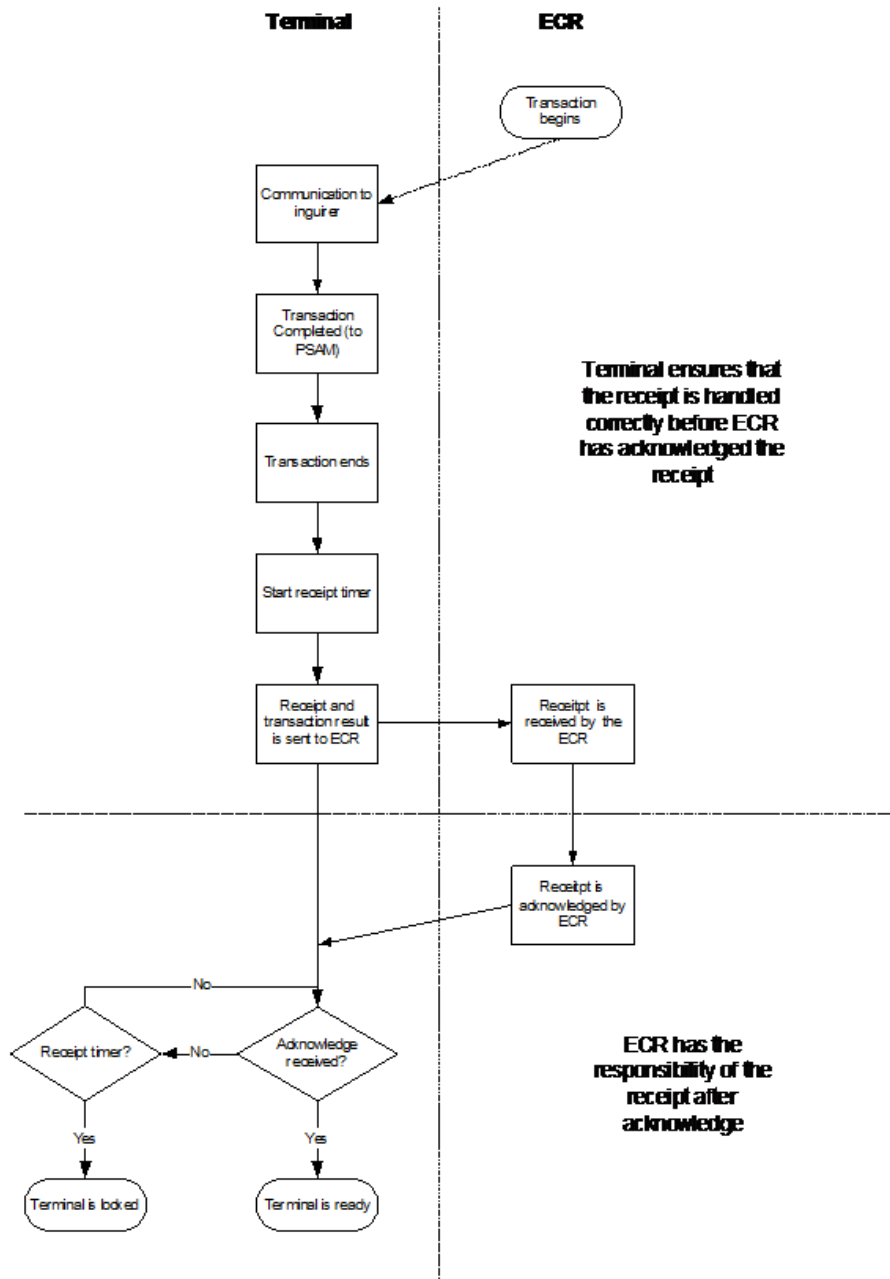 Terminal
ECR
Transaction
begins
Communication to
inguirer
Transaction
Completed (to
PSAM)
Terminal ensures that
the receipt is handled
correctly before ECR
has acknowledged the
receipt
Transaction ends
Start receipt timer
Receipt and
transaction result
is sent to ECR
Receitpt is
received by the
ECR
Receitpt is
acknowledged by
ECR
No
Receipt timer?
No
Acknowledge
received?
ECR has the
responsibility of the
receipt after
acknowledge
Yes
Yes
Terminal is locked
Terminal is ready